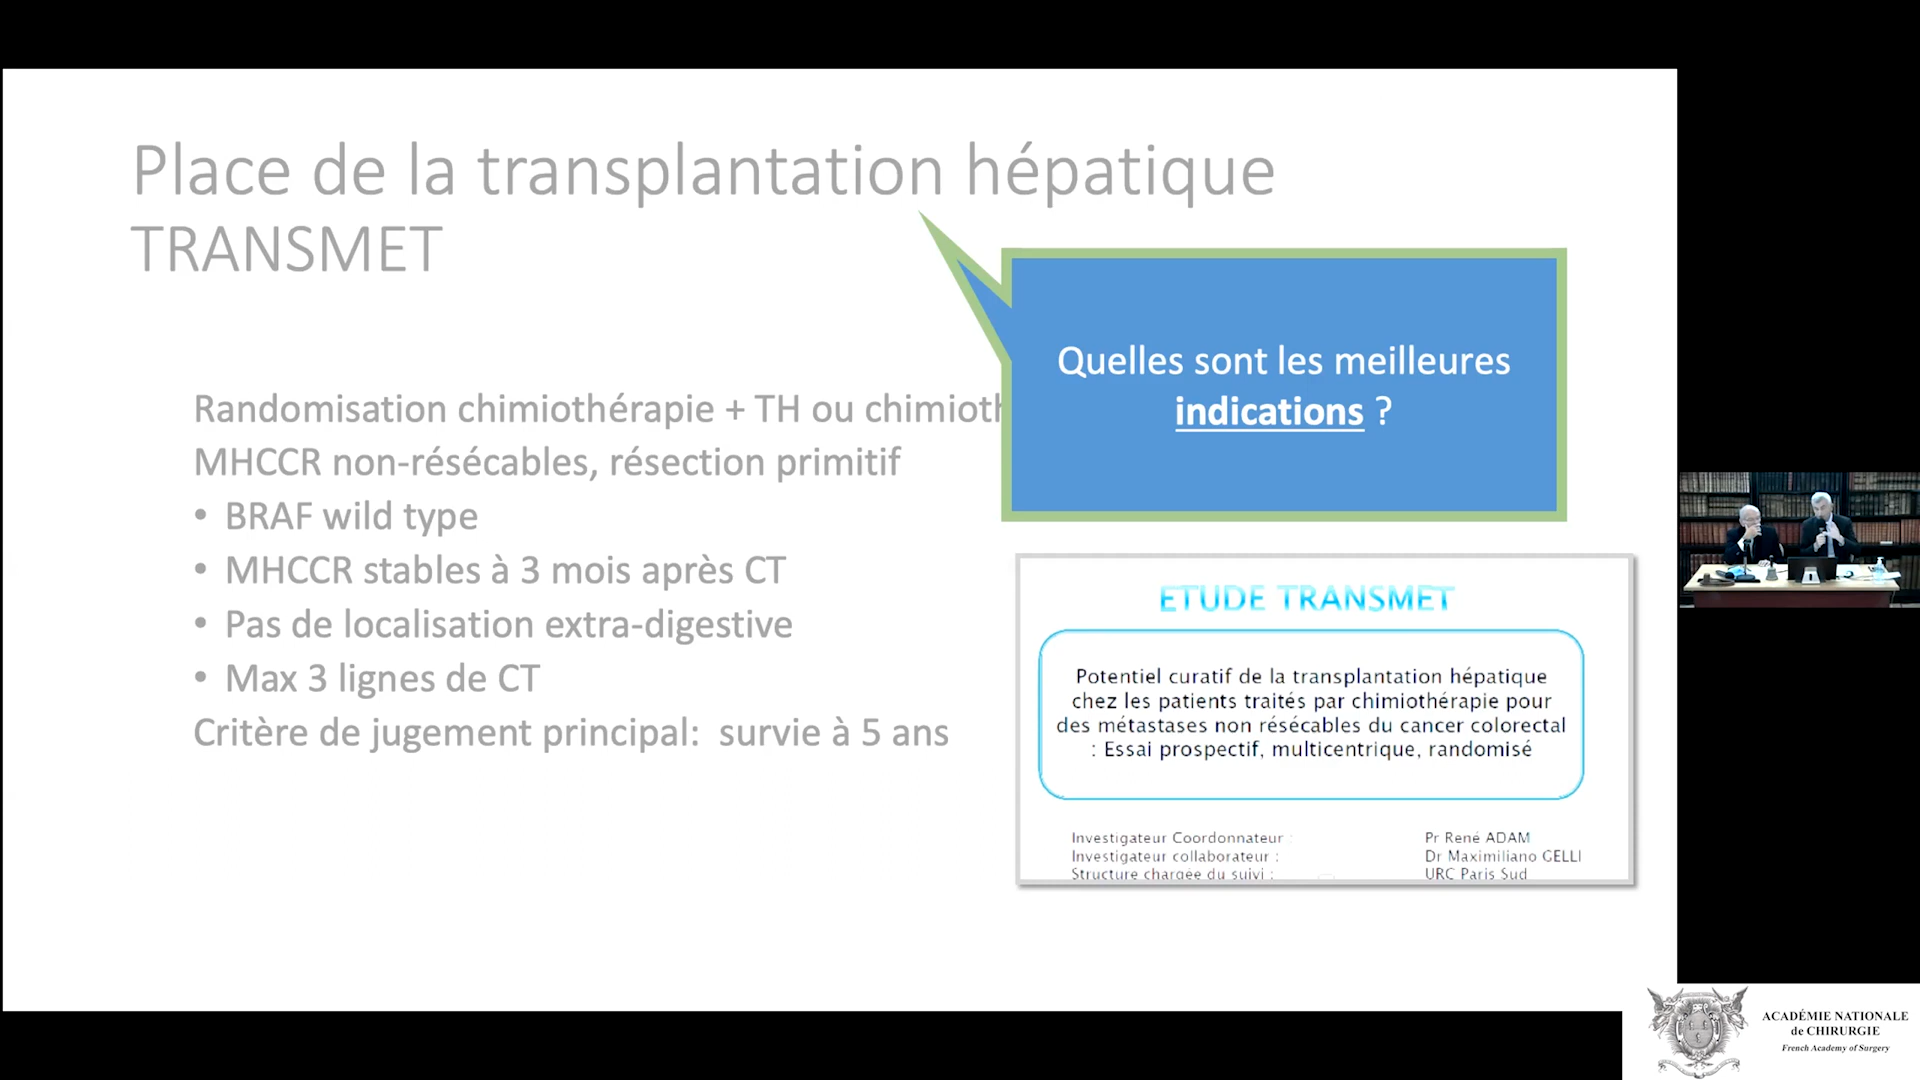 Place de la transplantation hépatique
TRANSMET
Quelles sont les meilleures
indications ?
Randomisation chimiothérapie + TH ou
MHCCR non-résécables, résection primitif
• BRAF wild type
• MHCCR stables à 3 mois après CT
• Pas de localisation extra-digestive
• Max 3 lignes de CT
Critère de jugement principal: survie à 5 ans
ETUDE TRANSMET
Potentiel curatif de la transplantation hépatique
chez les patients traités par chimiothérapie pour
des métastases non résécables du cancer colorectal
: Essai prospectif, multicentrique, randomisé
Investigateur Coordonnateur : Pr René ADAM
Investigateur collaborateur : Dr Maximiliano GELLI
Structure chargée du suivi : URC Paris Sud
ACADÉMIE NATIONALE
de CHIRURGIE
French Academy of Surgery